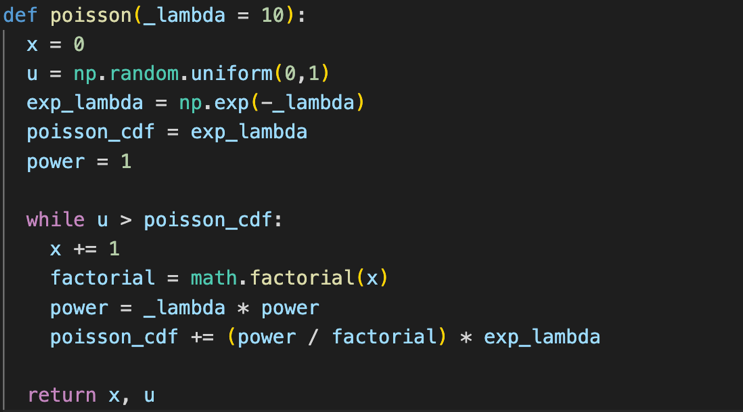 def poisson(_lambda = 10):
  x = 0
  u = np.random.uniform(0,1)
  exp_lambda = np.exp(-_lambda)
  poisson_cdf = exp_lambda
  power = 1

  while u > poisson_cdf:
    x += 1
    factorial = math.factorial(x)
    power = _lambda * power
    poisson_cdf += (power / factorial) * exp_lambda

  return x, u